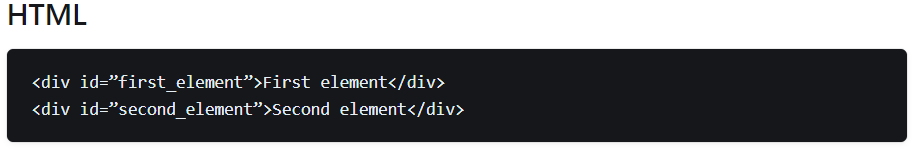 HTML
<div id=”first_element”>First element</div>
<div id=”second_element”>Second element</div>